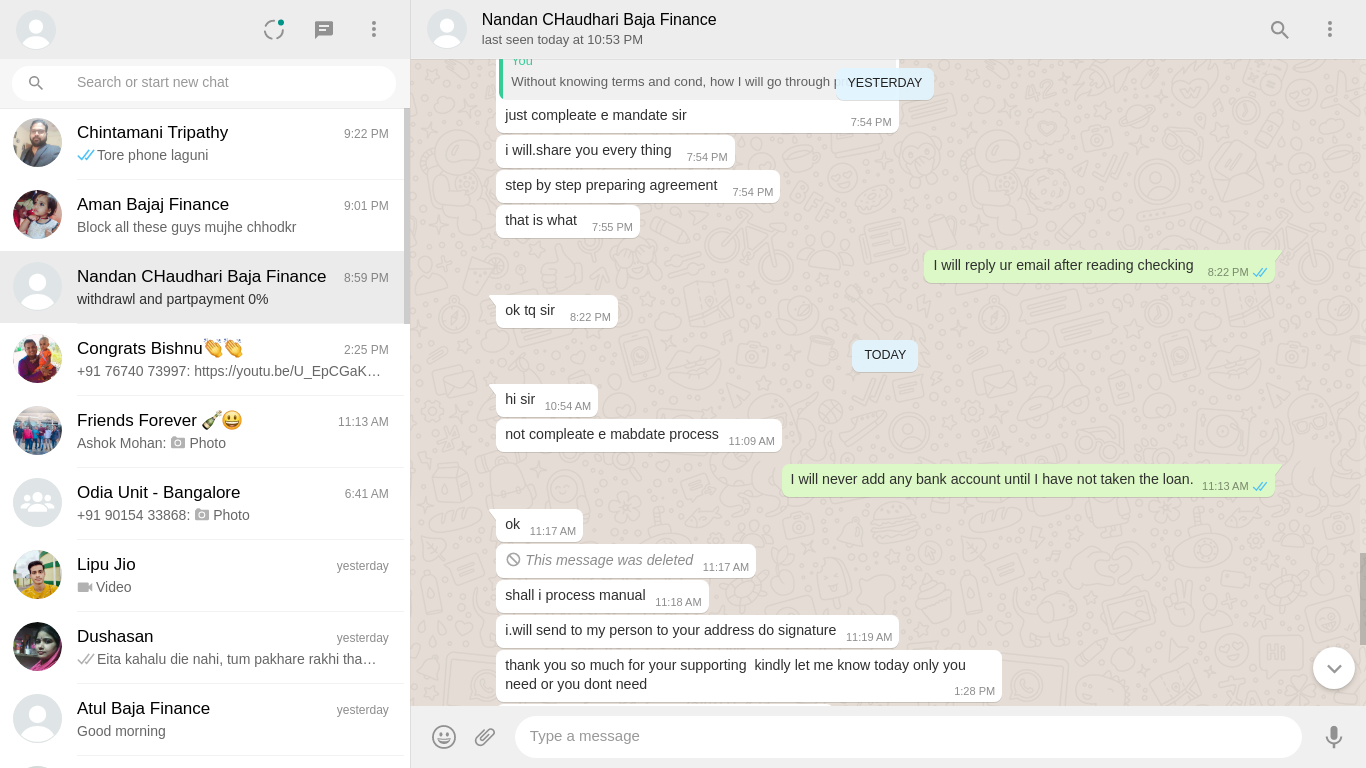 Search or start new chat
Chintamani Tripathy 9:22 PM
Tore phone laguni
Aman Bajaj Finance 9:01 PM
Block all these guys mujhe chhodkr
Nandan CHaudhari Baja Finance 8:59 PM
withdrawl and partpayment 0%
Congrats Bishnu👏👏 2:25 PM
+91 76740 73997: https://youtu.be/U_EpCGaK…
Friends Forever 🍾😃 11:13 AM
Ashok Mohan: Photo
Odia Unit - Bangalore 6:41 AM
+91 90154 33868: Photo
Lipu Jio yesterday
Video
Dushasan yesterday
Eita kahalu die nahi, tum pakhare rakhi tha…
Atul Baja Finance yesterday
Good morning
Nandan CHaudhari Baja Finance
last seen today at 10:53 PM
You
Without knowing terms and cond, how I will go through
YESTERDAY
just compleate e mandate sir 7:54 PM
i will.share you every thing 7:54 PM
step by step preparing agreement 7:54 PM
that is what 7:55 PM
I will reply ur email after reading checking 8:22 PM
ok tq sir 8:22 PM
TODAY
hi sir 10:54 AM
not compleate e mabdate process 11:09 AM
I will never add any bank account until I have not taken the loan. 11:13 AM
ok 11:17 AM
This message was deleted 11:17 AM
shall i process manual 11:18 AM
i.will send to my person to your address do signature 11:19 AM
thank you so much for your supporting  kindly let me know today only you
need or you dont need 1:28 PM
Type a message